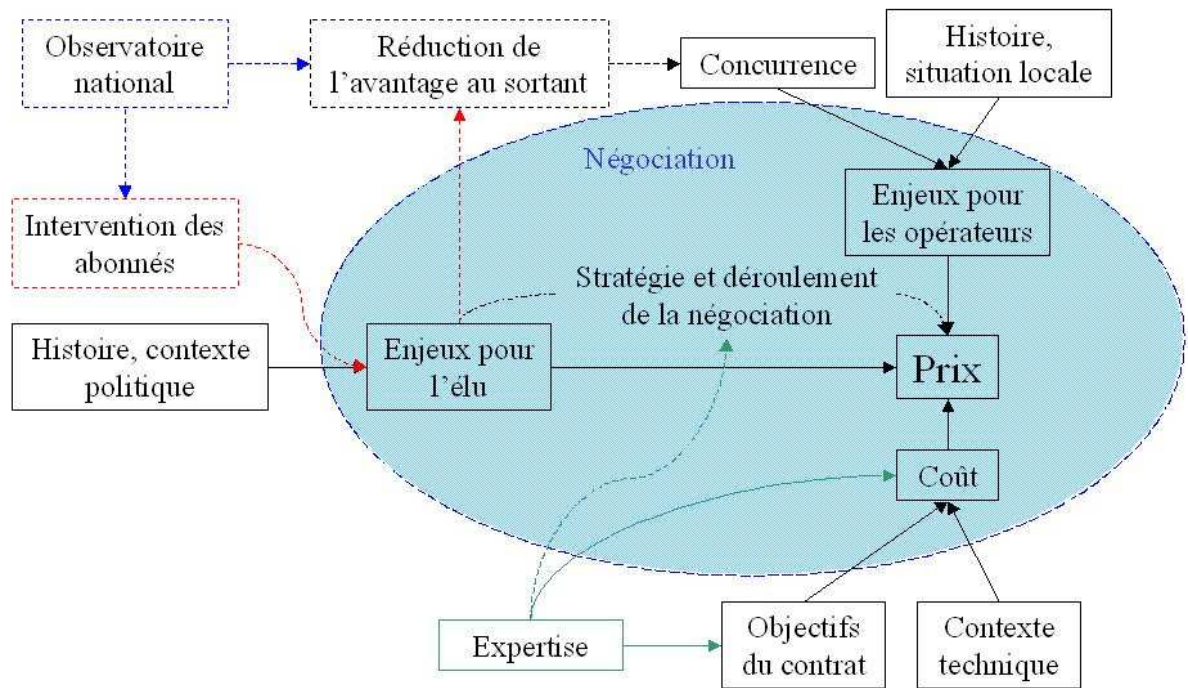 Observatoire
national
Réduction de
l'avantage au sortant
Concurrence
Histoire,
situation locale
Négociation
Enjeux pour
les opérateurs
Intervention des
abonnés
Stratégie et déroulement
de la négociation
Histoire, contexte
politique
Enjeux pour
l'élu
Prix
Coût
Expertise
Objectifs
du contrat
Contexte
technique